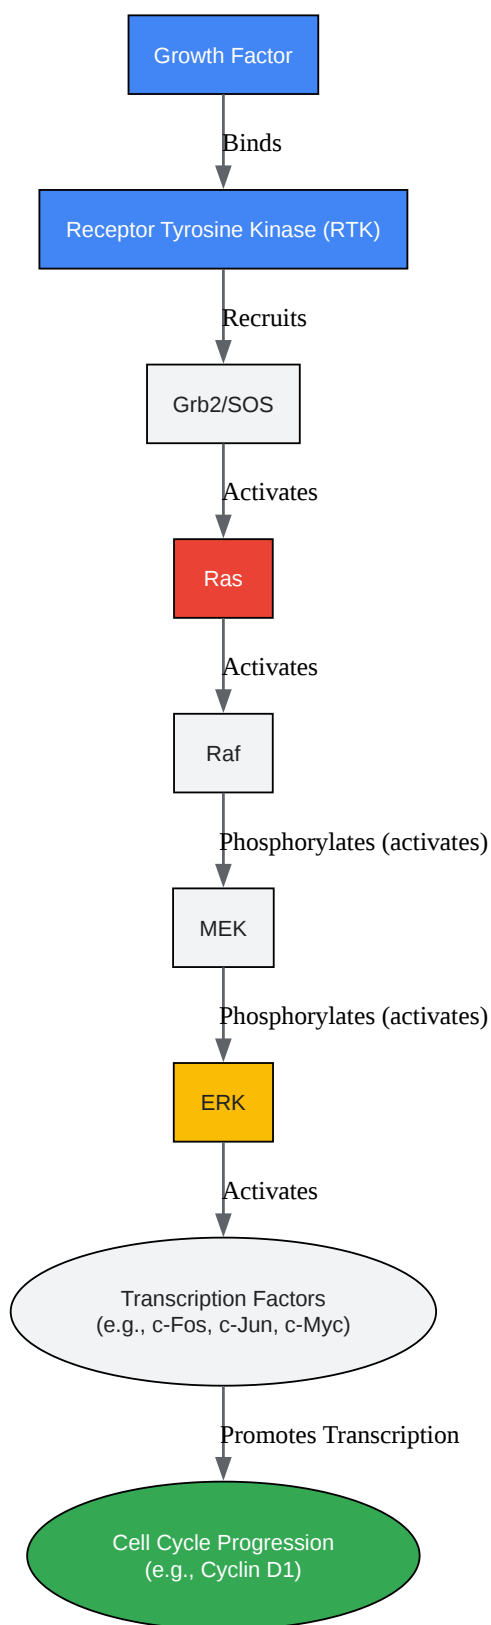 Growth Factor
Binds
Receptor Tyrosine Kinase (RTK)
Recruits
Grb2/SOS
Activates
Ras
Activates
Raf
Phosphorylates (activates)
MEK
Phosphorylates (activates)
ERK
Activates
Transcription Factors
(e.g., c-Fos, c-Jun, c-Myc)
Promotes Transcription
Cell Cycle Progression
(e.g., Cyclin D1)